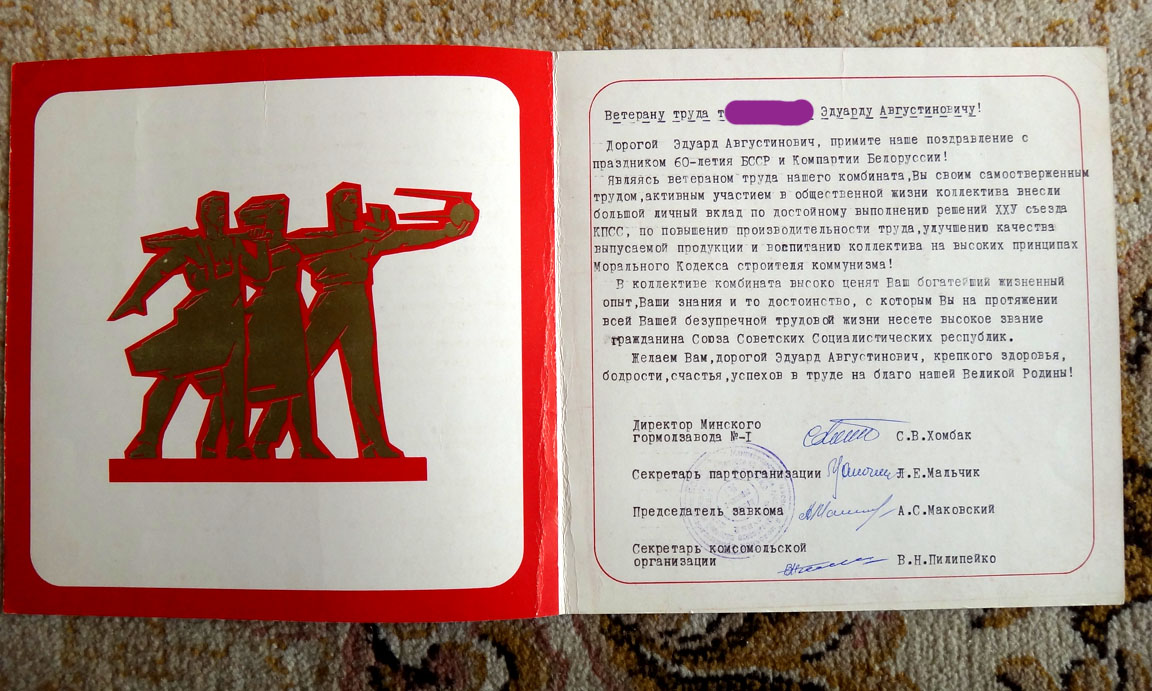 Ветерану труда т Эдуарду Августиновичу!
Дорогой Эдуард Августинович, примите наше поздравление с
праздником 60-летия БССР и Компартии Белоруссии!
Являясь ветераном труда нашего комбината,Вы своим самоотверженным
трудом,активным участием в общественной жизни коллектива внесли
большой личный вклад по достойному выполнению решений ХХУ съезда
КПСС, по повышению производительности труда,улучшению качества
выпусаемой продукции и воспитанию коллектива на высоких принципах
Морального Кодекса строителя коммунизма!
В коллективе комбината высоко ценят Ваш богатейший жизненный
опыт,Ваши знания и то достоинство, с которым Вы на протяжении
всей Вашей безупречной трудовой жизни несете высокое звание
гражданина Союза Советских Социалистических республик.
Желаем Вам,дорогой Эдуард Августинович, крепкого здоровья,
бодрости,счастья,успехов в труде на благо нашей Великой Родины!
Директор Минского
гормолзавода №-I С.В.Хомбак
Секретарь парторганизации Л.Е.Мальчик
Председатель завкома А.С.Маковский
Секретарь комсомольской
организации В.Н.Пилипейко